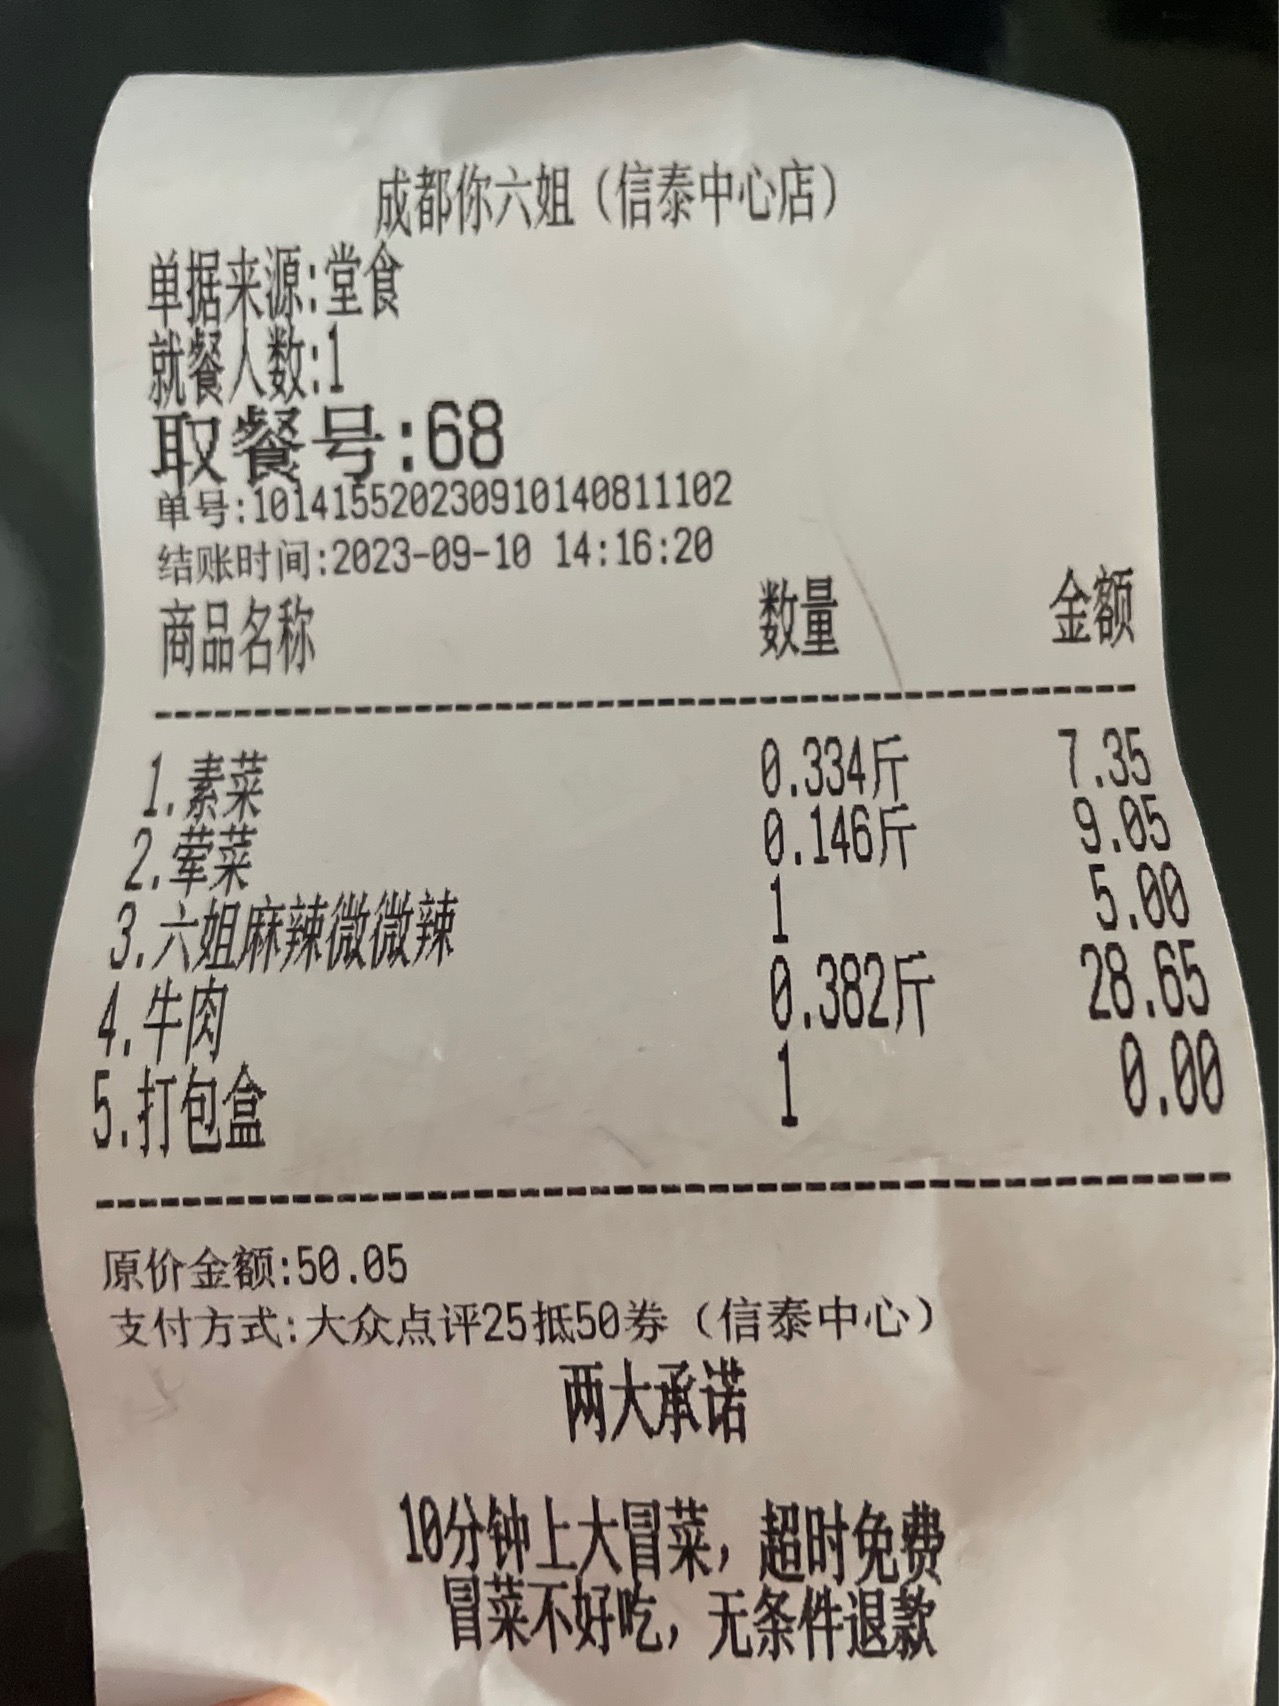 成都你六姐（信泰中心店）
单据来源:堂食
就餐人数:1
取餐号:68
单号:101415520230910140811102
结账时间:2023-09-10 14:16:20
商品名称 数量 金额
1.素菜 0.334斤 7.35
2.荤菜 0.146斤 9.05
3.六姐麻辣微微辣 1 5.00
4.牛肉 0.382斤 28.65
5.打包盒 1 0.00
原价金额:50.05
支付方式:大众点评25抵50券（信泰中心）
两大承诺
10分钟上大冒菜，超时免费
冒菜不好吃，无条件退款